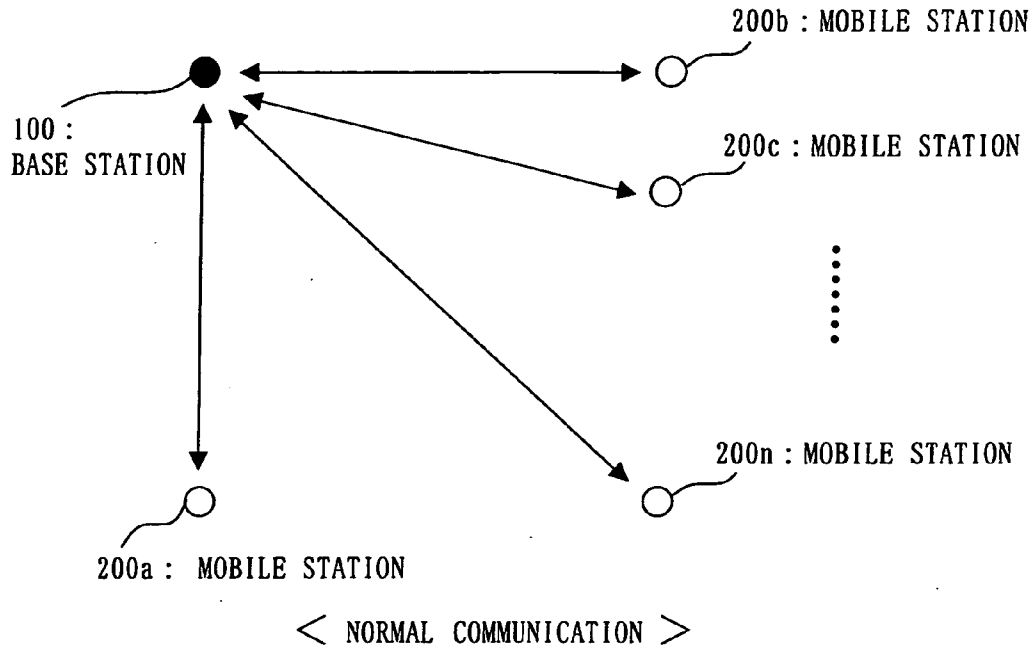 200b : MOBILE STATION
100 :
BASE STATION
200c : MOBILE STATION
200n : MOBILE STATION
200a : MOBILE STATION
< NORMAL COMMUNICATION >